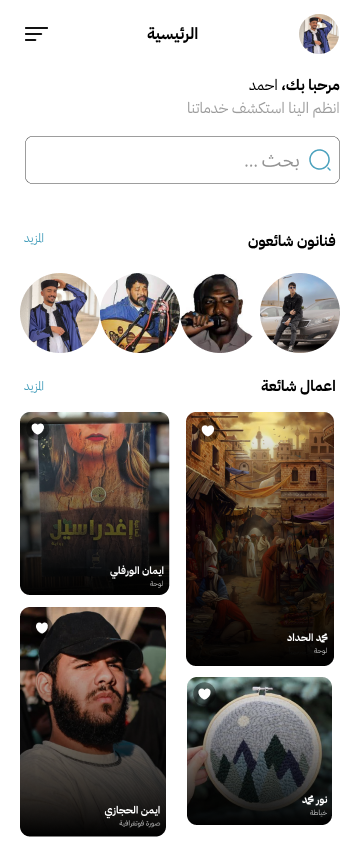 الرئيسية
مرحبا بك، احمد
انظم الينا استكشف خدماتنا
بحث ...
فنانون شائعون
المزيد
اعمال شائعة
المزيد
إغدراسيل
ايمان الورفلي
لوحة
محمد الحداد
لوحة
ايمن الحجازي
صورة فوتغرافية
نور محمد
خياطة